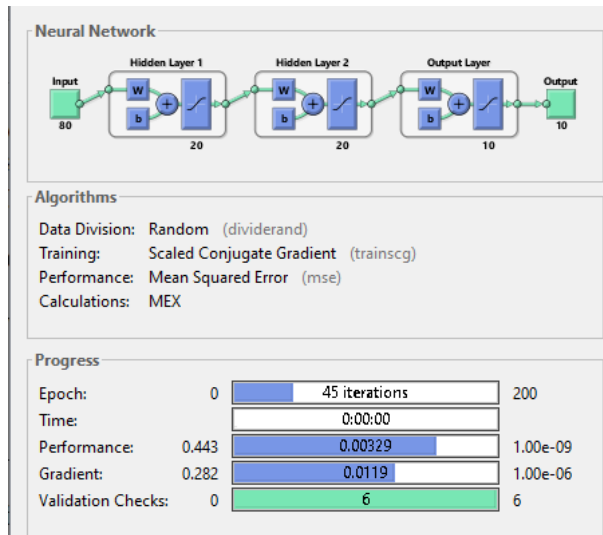 Neural Network
Hidden Layer 1 Hidden Layer 2 Output Layer
Input Output
W W W
b b b
80 10
20 20 10
Algorithms
Data Division: Random (dividerand)
Training: Scaled Conjugate Gradient (trainscg)
Performance: Mean Squared Error (mse)
Calculations: MEX
Progress
Epoch: 0 45 iterations 200
Time: 0:00:00
Performance: 0.443 0.00329 1.00e-09
Gradient: 0.282 0.0119 1.00e-06
Validation Checks: 0 6 6